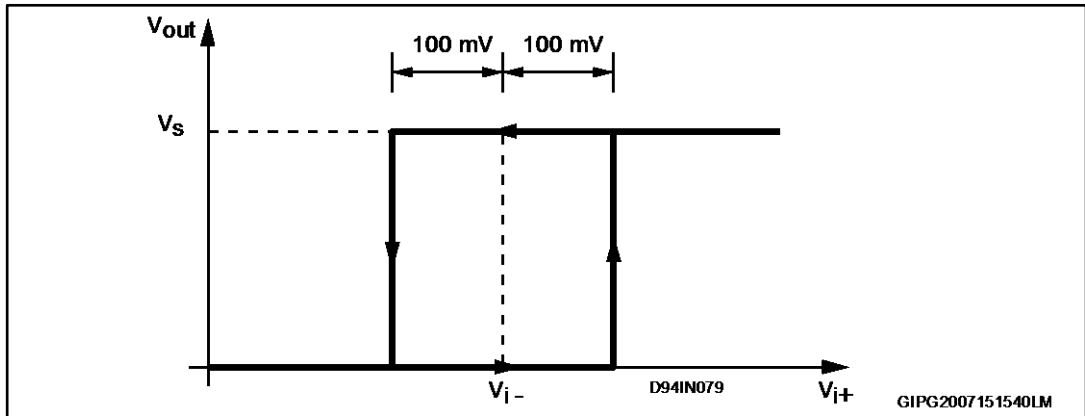 Vout
100 mV 100 mV
VS
Vi - D94IN079 Vi+
GIPG2007151540LM